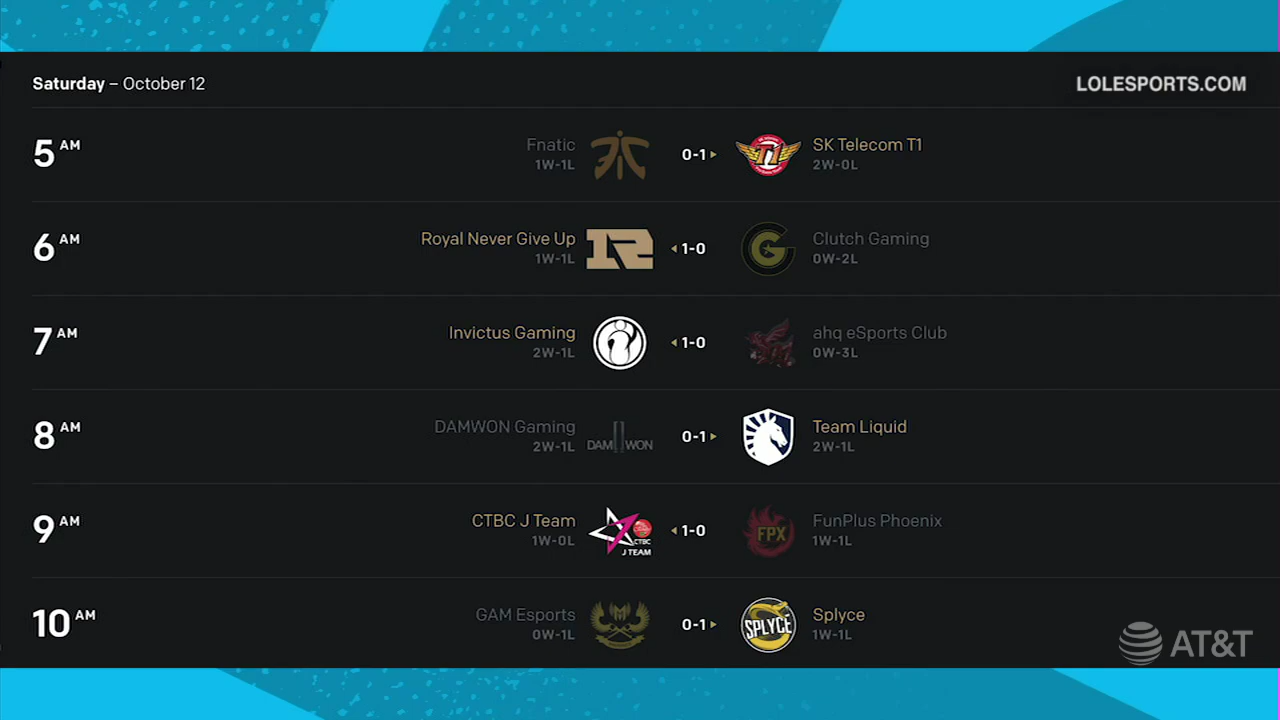 Saturday – October 12
LOLESPORTS.COM
5 AM
Fnatic
1W-1L
0-1
SK Telecom T1
2W-0L
6 AM
Royal Never Give Up
1W-1L
1-0
Clutch Gaming
0W-2L
7 AM
Invictus Gaming
2W-1L
1-0
ahq eSports Club
0W-3L
8 AM
DAMWON Gaming
2W-1L
DAMWON
0-1
Team Liquid
2W-1L
9 AM
CTBC J Team
1W-0L
CTBC
J TEAM
1-0
FPX
FunPlus Phoenix
1W-1L
10 AM
GAM Esports
0W-1L
0-1
SPLYCE
Splyce
1W-1L
AT&T